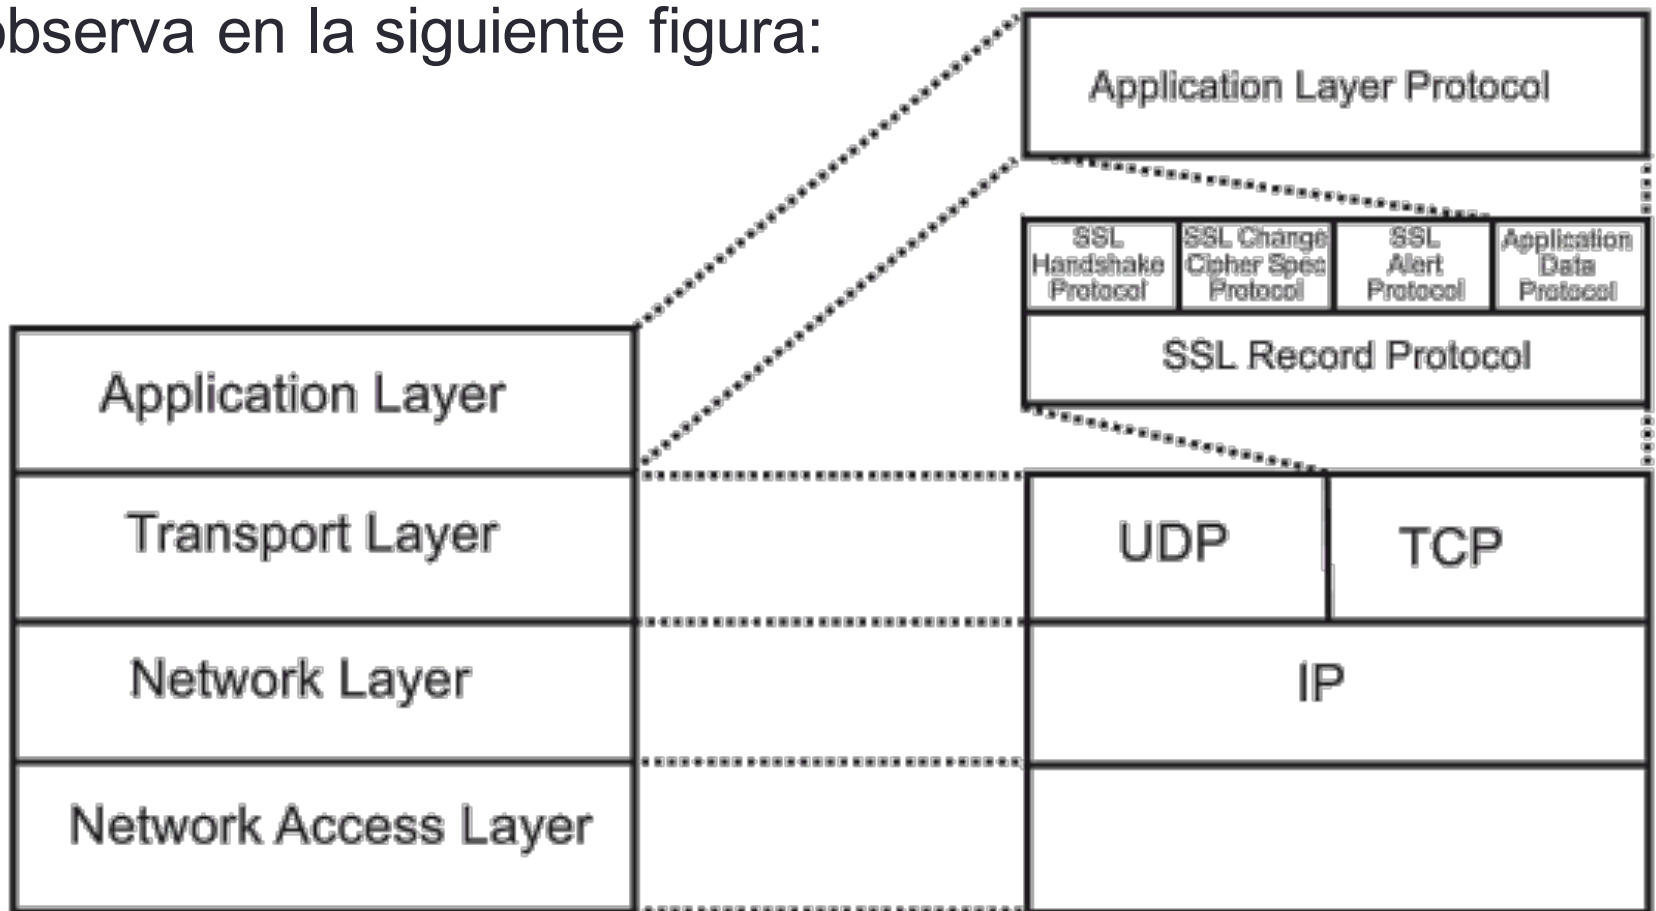 observa en la siguiente figura:
Application Layer Protocol
SSL
Handshake
Protocol
SSL Change
Cipher Spec
Protocol
SSL
Alert
Protocol
Application
Data
Protocol
SSL Record Protocol
Application Layer
Transport Layer
UDP
TCP
Network Layer
IP
Network Access Layer